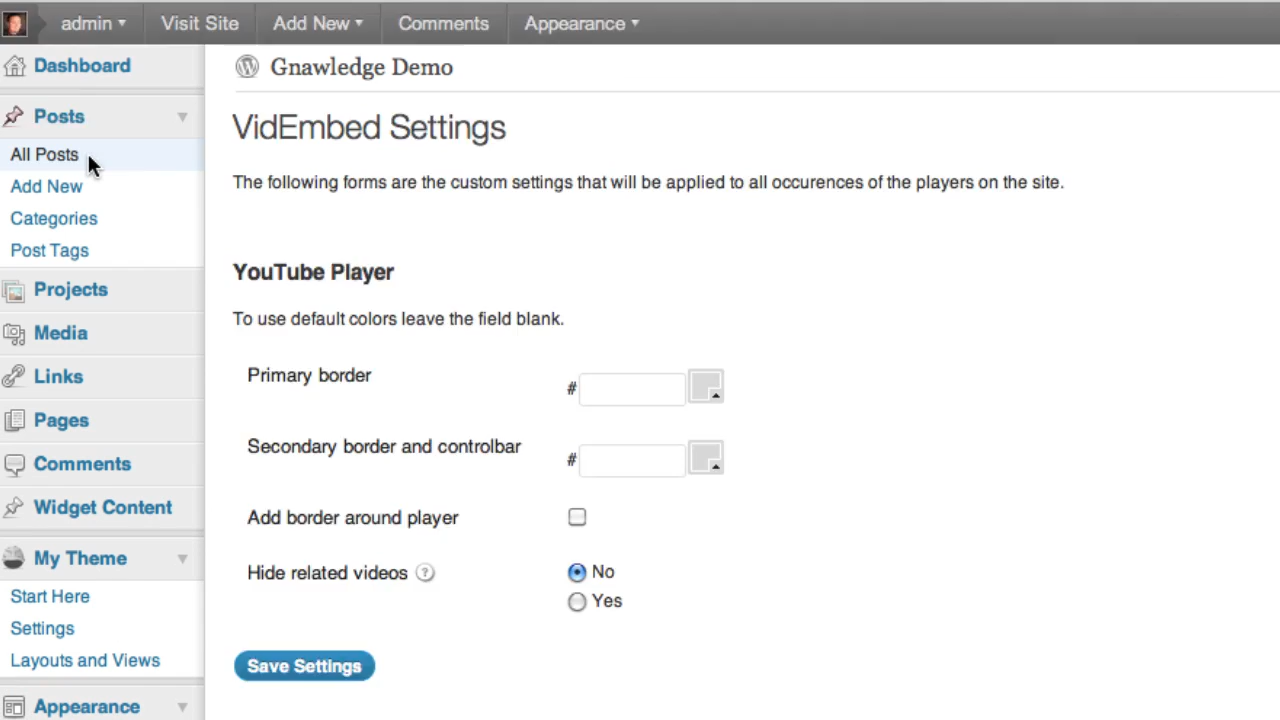 admin Visit Site Add New Comments Appearance
Dashboard
Posts
All Posts
Add New
Categories
Post Tags
Projects
Media
Links
Pages
Comments
Widget Content
My Theme
Start Here
Settings
Layouts and Views
Appearance
Gnawledge Demo
VidEmbed Settings
The following forms are the custom settings that will be applied to all occurences of the players on the site.
YouTube Player
To use default colors leave the field blank.
Primary border #
Secondary border and controlbar #
Add border around player
Hide related videos ? No
Yes
Save Settings